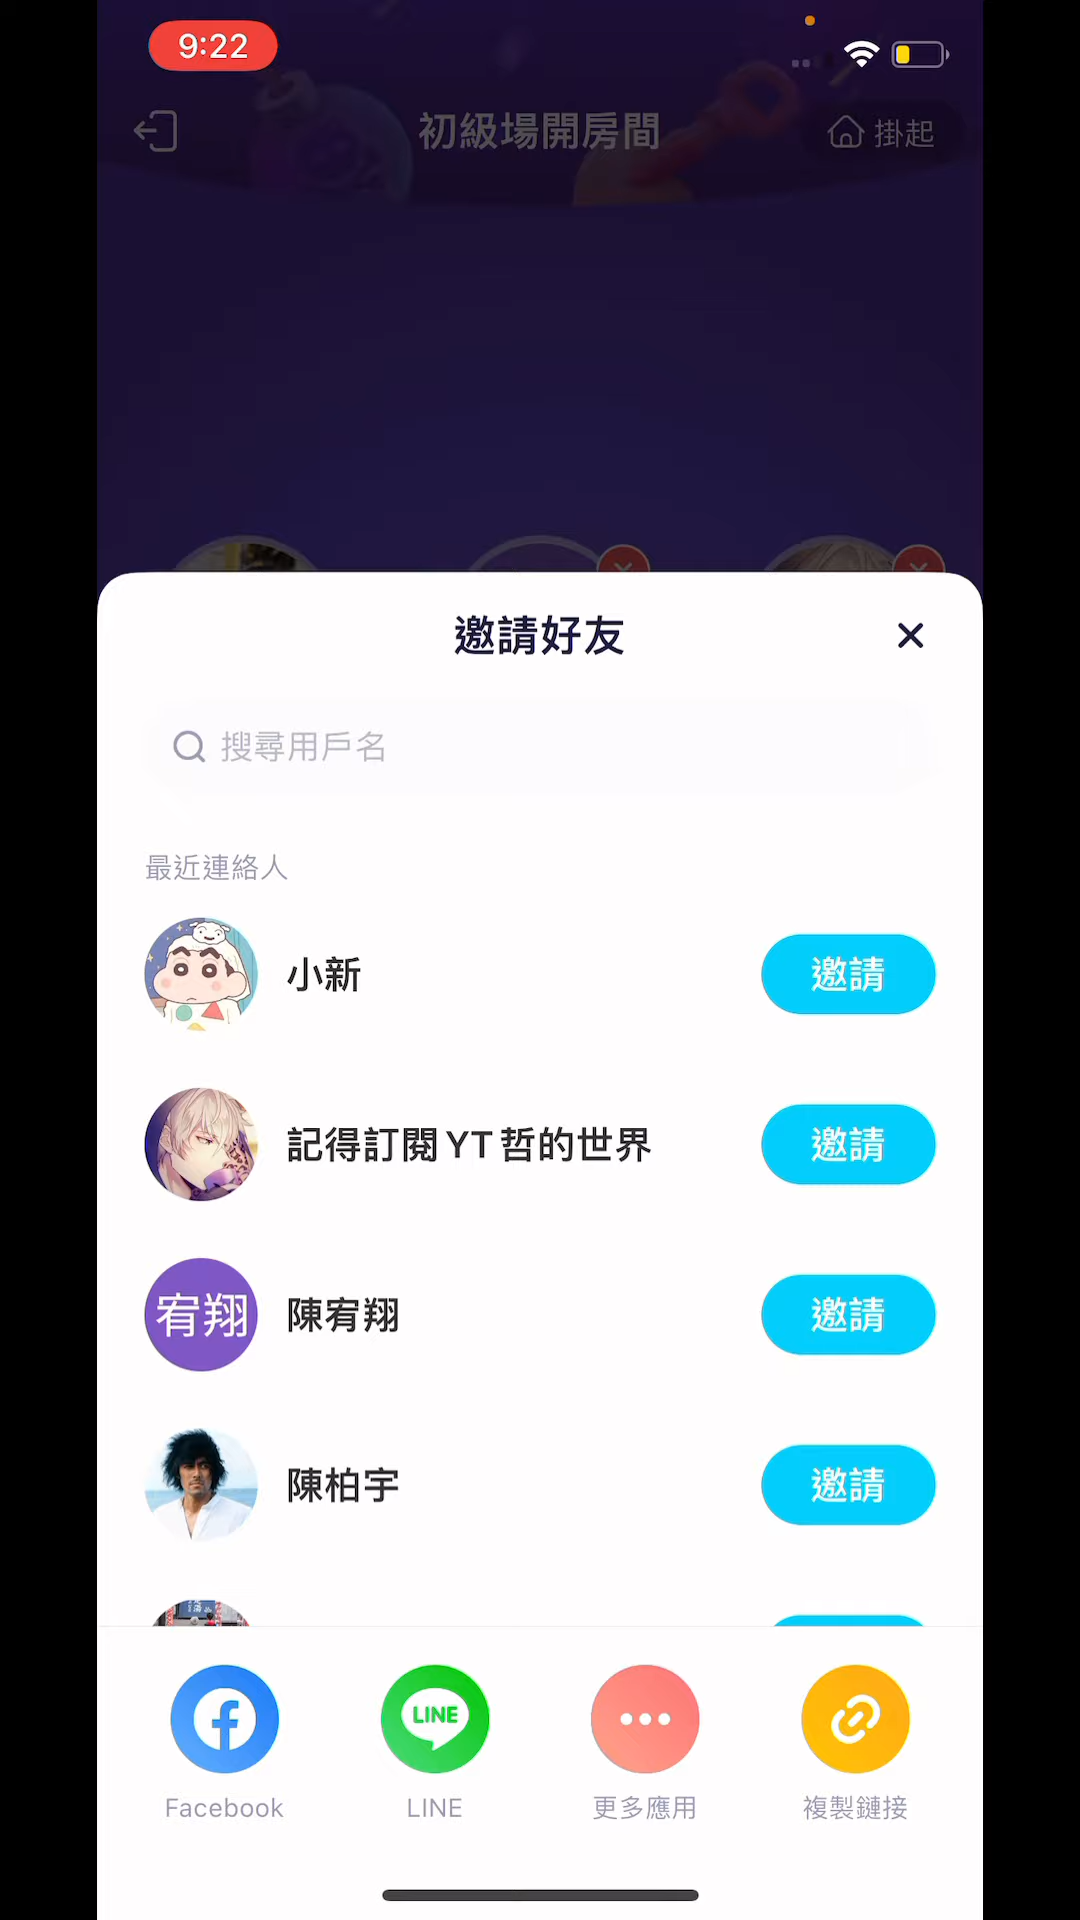 9:22
初級場開房間
掛起
邀請好友
搜尋用戶名
最近連絡人
小新
邀請
記得訂閱YT哲的世界
邀請
宥翔
陳宥翔
邀請
陳柏宇
邀請
LINE
Facebook
LINE
更多應用
複製鏈接